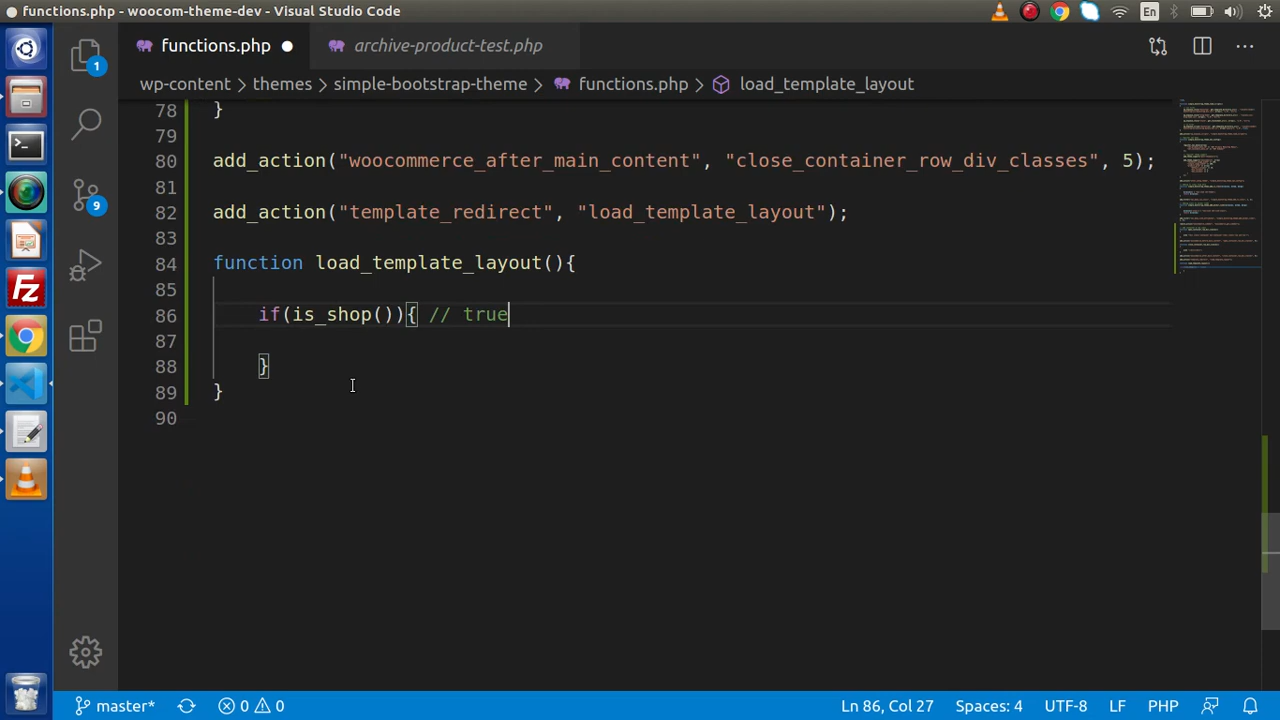 functions.php - woocom-theme-dev - Visual Studio Code
En
functions.php
archive-product-test.php
wp-content > themes > simple-bootstrap-theme > functions.php > load_template_layout
78 }
79
80 add_action("woocommerce_after_main_content", "close_container_row_div_classes", 5);
81
82 add_action("template_redirect", "load_template_layout");
83
84 function load_template_layout(){
85
86 if(is_shop()){ // true
87
88 }
89 }
90
1
9
master*
0 0
Ln 86, Col 27
Spaces: 4
UTF-8
LF
PHP